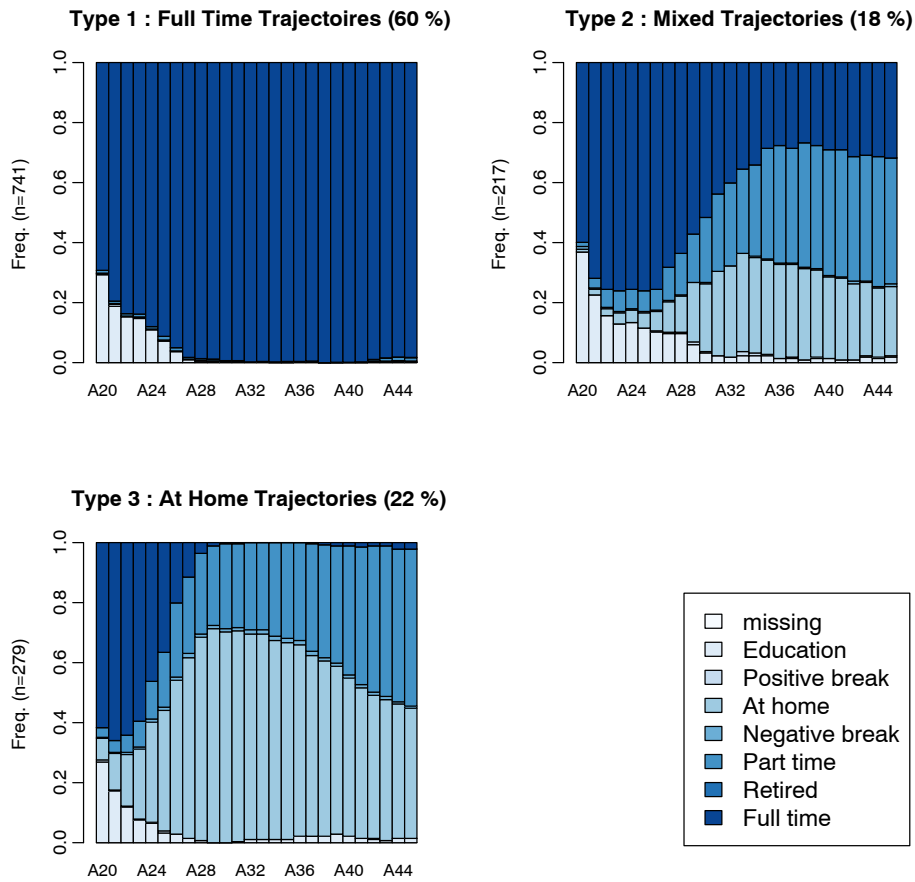 Type 1 : Full Time Trajectoires (60 %)
Freq. (n=741)
0.0 0.2 0.4 0.6 0.8 1.0
A20 A24 A28 A32 A36 A40 A44
Type 2 : Mixed Trajectories (18 %)
Freq. (n=217)
0.0 0.2 0.4 0.6 0.8 1.0
A20 A24 A28 A32 A36 A40 A44
Type 3 : At Home Trajectories (22 %)
Freq. (n=279)
0.0 0.2 0.4 0.6 0.8 1.0
A20 A24 A28 A32 A36 A40 A44
missing
Education
Positive break
At home
Negative break
Part time
Retired
Full time